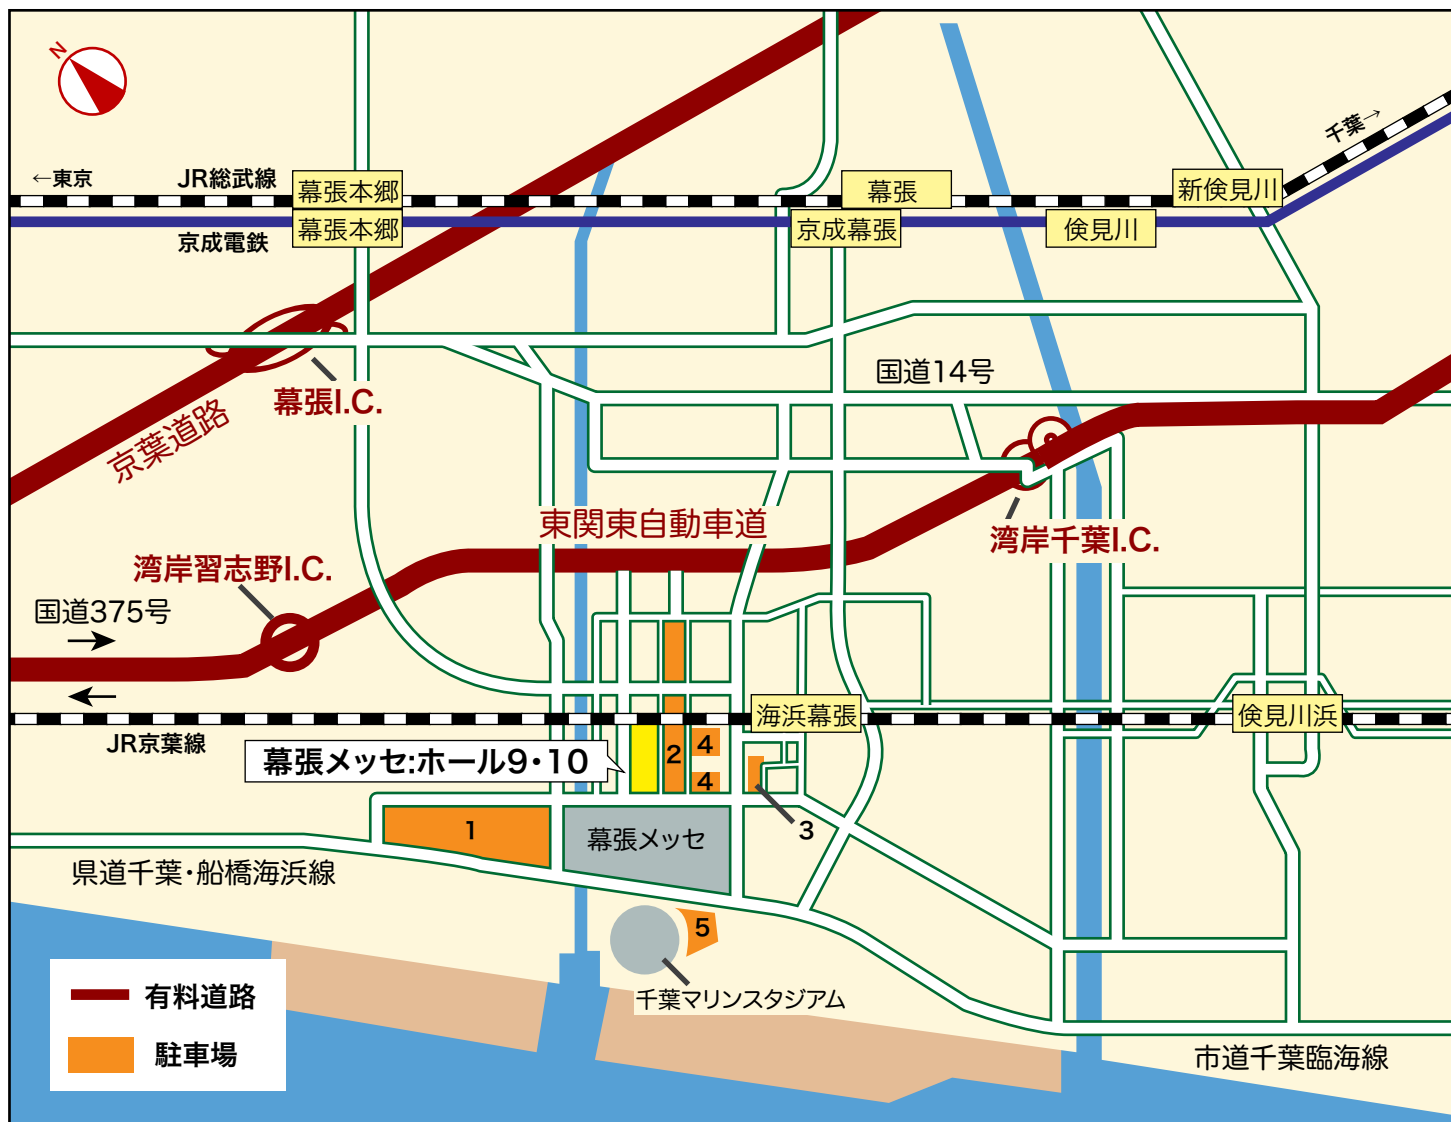 N
千葉→
←東京
JR総武線
幕張本郷
幕張
新検見川
京成電鉄
幕張本郷
京成幕張
検見川
国道14号
幕張I.C.
京葉道路
東関東自動車道
湾岸千葉I.C.
湾岸習志野I.C.
国道375号
海浜幕張
検見川浜
JR京葉線
幕張メッセ:ホール9・10
2
4
4
3
1
幕張メッセ
県道千葉・船橋海浜線
5
千葉マリンスタジアム
有料道路
駐車場
市道千葉臨海線